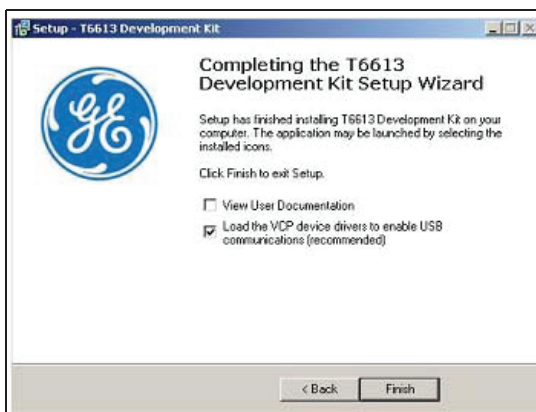 Setup - T6613 Development Kit
Completing the T6613
Development Kit Setup Wizard
Setup has finished installing T6613 Development Kit on your
computer. The application may be launched by selecting the
installed icons.
Click Finish to exit Setup.
View User Documentation
Load the VCP device drivers to enable USB
communications (recommended)
GE
< Back
Finish